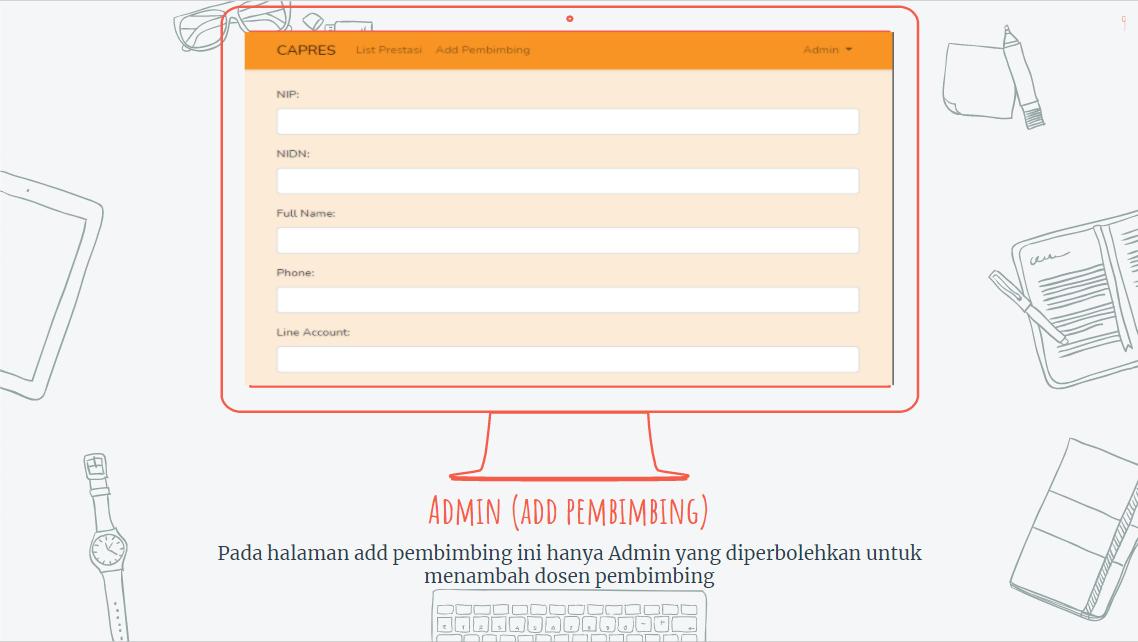 CAPRES List Prestasi Add Pembimbing Admin
NIP:
NIDN:
Full Name:
Phone:
Line Account:
Admin (add pembimbing)
Pada halaman add pembimbing ini hanya Admin yang diperbolehkan untuk
menambah dosen pembimbing